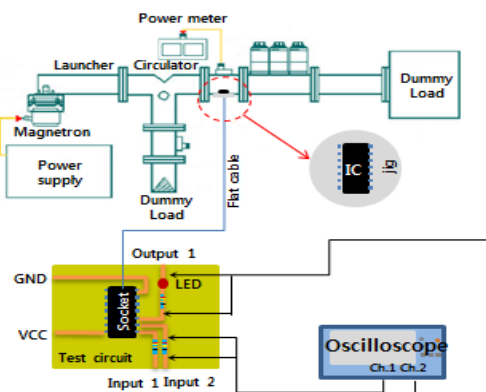 Power meter
Launcher
Circulator
Magnetron
Dummy
Load
Power
supply
Dummy
Load
Flat cable
IC
jig
Output 1
GND
LED
Socket
VCC
Test circuit
Input 1 Input 2
Oscilloscope
Ch.1 Ch.2